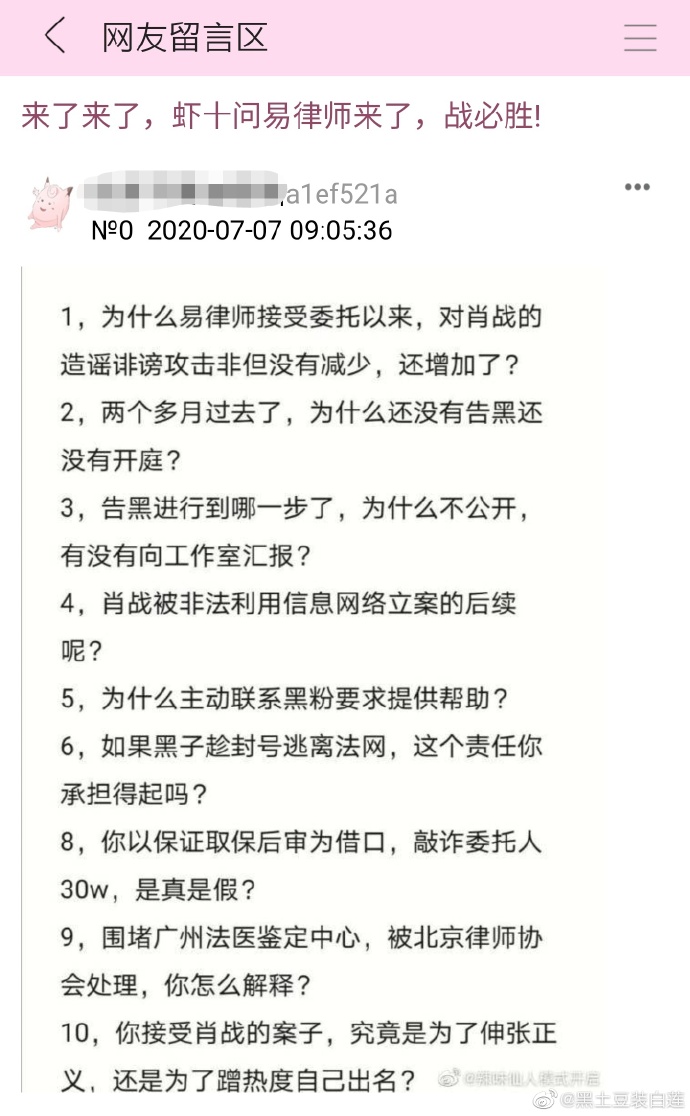 网友留言区
来了来了，虾十问易律师来了，战必胜!
a1ef521a
№0 2020-07-07 09:05:36
1，为什么易律师接受委托以来，对肖战的
造谣诽谤攻击非但没有减少，还增加了？
2，两个多月过去了，为什么还没有告黑还
没有开庭？
3，告黑进行到哪一步了，为什么不公开，
有没有向工作室汇报？
4，肖战被非法利用信息网络立案的后续
呢？
5，为什么主动联系黑粉要求提供帮助？
6，如果黑子趁封号逃离法网，这个责任你
承担得起吗？
8，你以保证取保后审为借口，敲诈委托人
30w，是真是假？
9，围堵广州法医鉴定中心，被北京律师协
会处理，你怎么解释？
10，你接受肖战的案子，究竟是为了伸张正
义，还是为了蹭热度自己出名？
@辣味仙人模式开启
@黑土豆装白莲